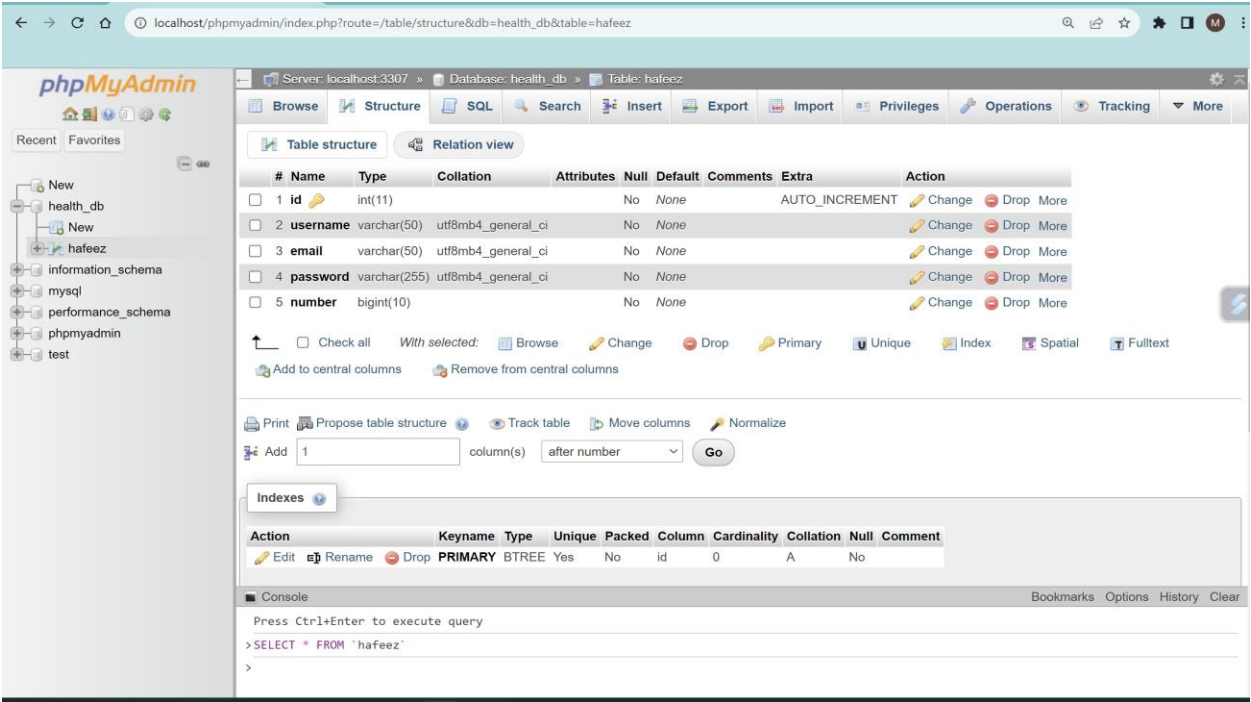 localhost/phpmyadmin/index.php?route=/table/structure&db=health_db&table=hafeez
M
phpMyAdmin
Recent Favorites
New
health_db
New
hafeez
information_schema
mysql
performance_schema
phpmyadmin
test
Server: localhost:3307 » Database: health_db » Table: hafeez
Browse Structure SQL Search Insert Export Import Privileges Operations Tracking More
Table structure Relation view
# Name Type Collation Attributes Null Default Comments Extra Action
1 id int(11) No None AUTO_INCREMENT Change Drop More
2 username varchar(50) utf8mb4_general_ci No None Change Drop More
3 email varchar(50) utf8mb4_general_ci No None Change Drop More
4 password varchar(255) utf8mb4_general_ci No None Change Drop More
5 number bigint(10) No None Change Drop More
Check all With selected: Browse Change Drop Primary Unique Index Spatial Fulltext
Add to central columns Remove from central columns
Print Propose table structure Track table Move columns Normalize
Add 1 column(s) after number Go
Indexes
Action Keyname Type Unique Packed Column Cardinality Collation Null Comment
Edit Rename Drop PRIMARY BTREE Yes No id 0 A No
Console Bookmarks Options History Clear
Press Ctrl+Enter to execute query
>SELECT * FROM `hafeez`
>